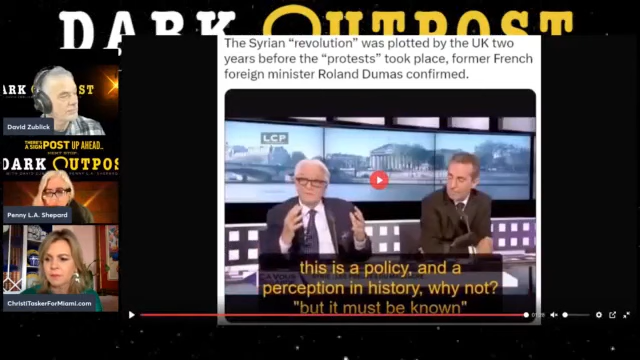 DARK OUTPOST
The Syrian “revolution” was plotted by the UK two
years before the “protests” took place, former French
foreign minister Roland Dumas confirmed.
David Zublick
THERE'S A SIGN POST UP AHEAD...
DARK OUTPOST
Penny L.A. Shepard
ChristiTaskerForMiami.com
LCP
this is a policy, and a
perception in history, why not?
"but it must be known"